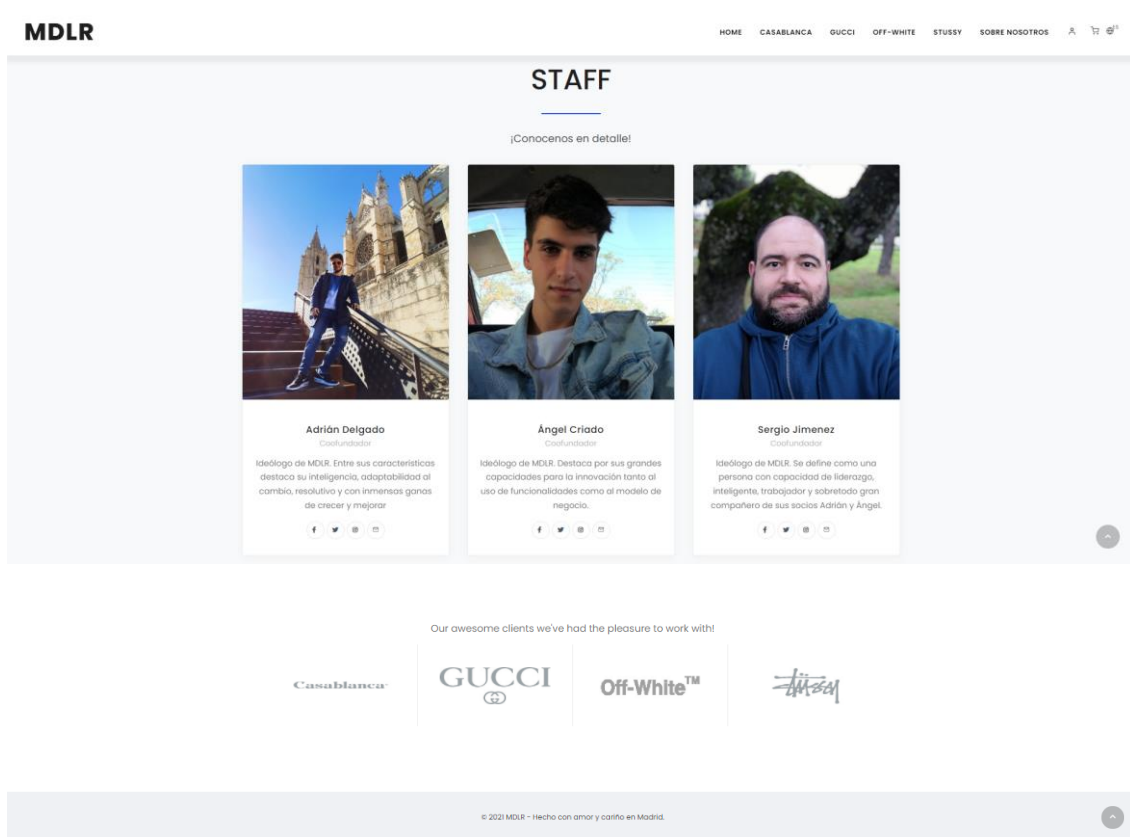 MDLR
HOME CASABLANCA GUCCI OFF-WHITE STUSSY SOBRE NOSOTROS
STAFF
¡Conocenos en detalle!
Adrián Delgado
Coofundador
Ideólogo de MDLR. Entre sus caracteristicas
destaca su inteligencia, adaptabilidad al
cambio, resolutivo y con inmensas ganas
de crecer y mejorar
Ángel Criado
Coofundador
Ideólogo de MDLR. Destaca por sus grandes
capacidades para la innovación tanto al
uso de funcionalidades como al modelo de
negocio.
Sergio Jimenez
Coofundador
Ideólogo de MDLR. Se define como una
persona con capacidad de liderazgo,
inteligente, trabajador y sobretodo gran
compañero de sus socios Adrián y Ángel.
Our awesome clients we've had the pleasure to work with!
Casablanca
GUCCI
Off-White™
Stüssy
© 2021 MDLR - Hecho con amor y cariño en Madrid.